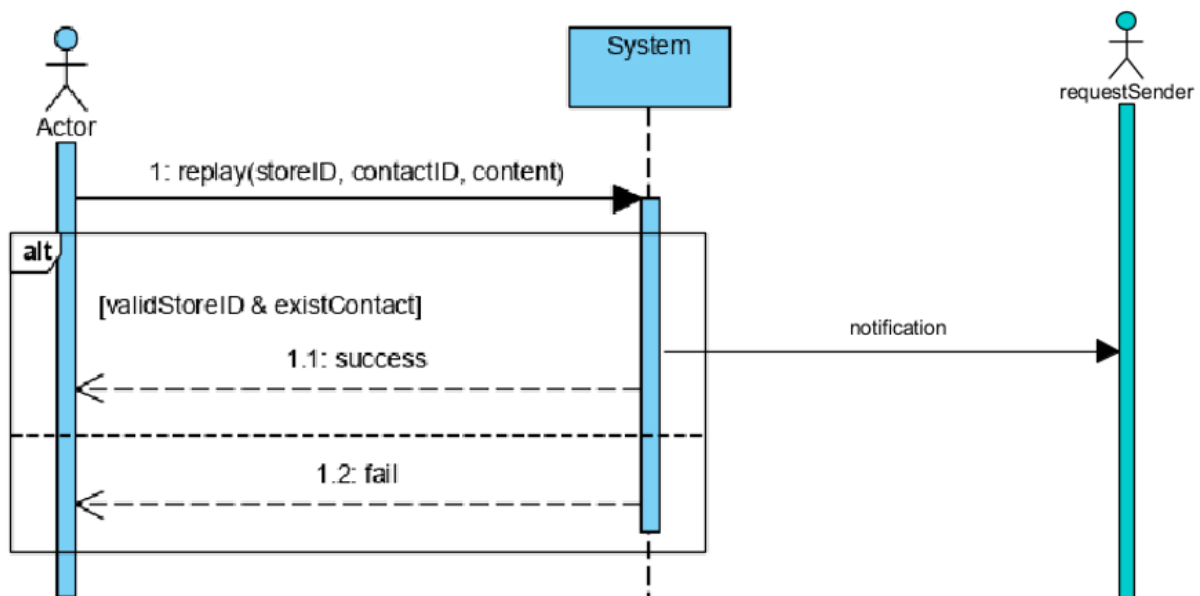 System
requestSender
Actor
1: replay(storeID, contactID, content)
alt
[validStoreID & existContact]
notification
1.1: success
1.2: fail